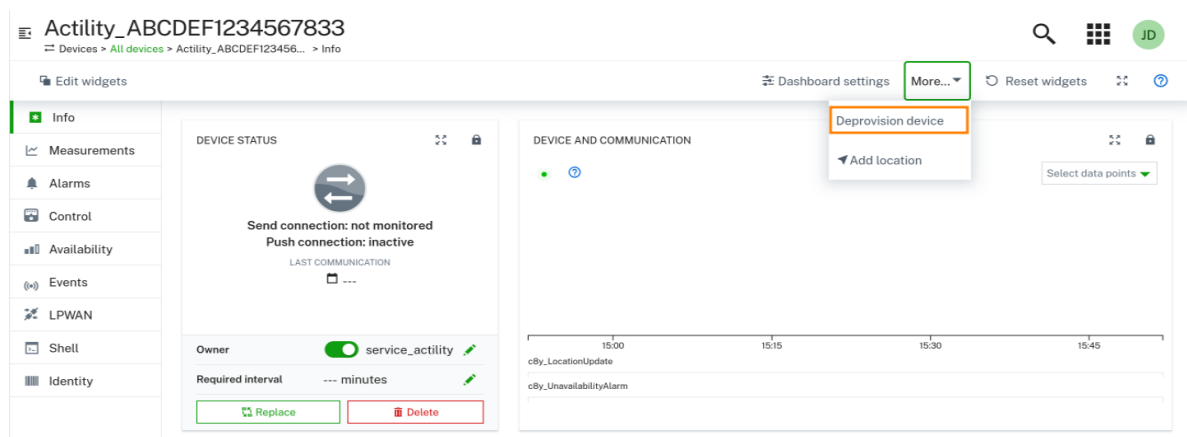 Actility_ABCDEF1234567833
Devices > All devices > Actility_ABCDEF123456... > Info
JD
Edit widgets
Dashboard settings
More...
Reset widgets
Deprovision device
Add location
Info
Measurements
Alarms
Control
Availability
Events
LPWAN
Shell
Identity
DEVICE STATUS
Send connection: not monitored
Push connection: inactive
LAST COMMUNICATION
---
Owner service_actility
Required interval --- minutes
Replace
Delete
DEVICE AND COMMUNICATION
Select data points
15:00 15:15 15:30 15:45
c8y_LocationUpdate
c8y_UnavailabilityAlarm